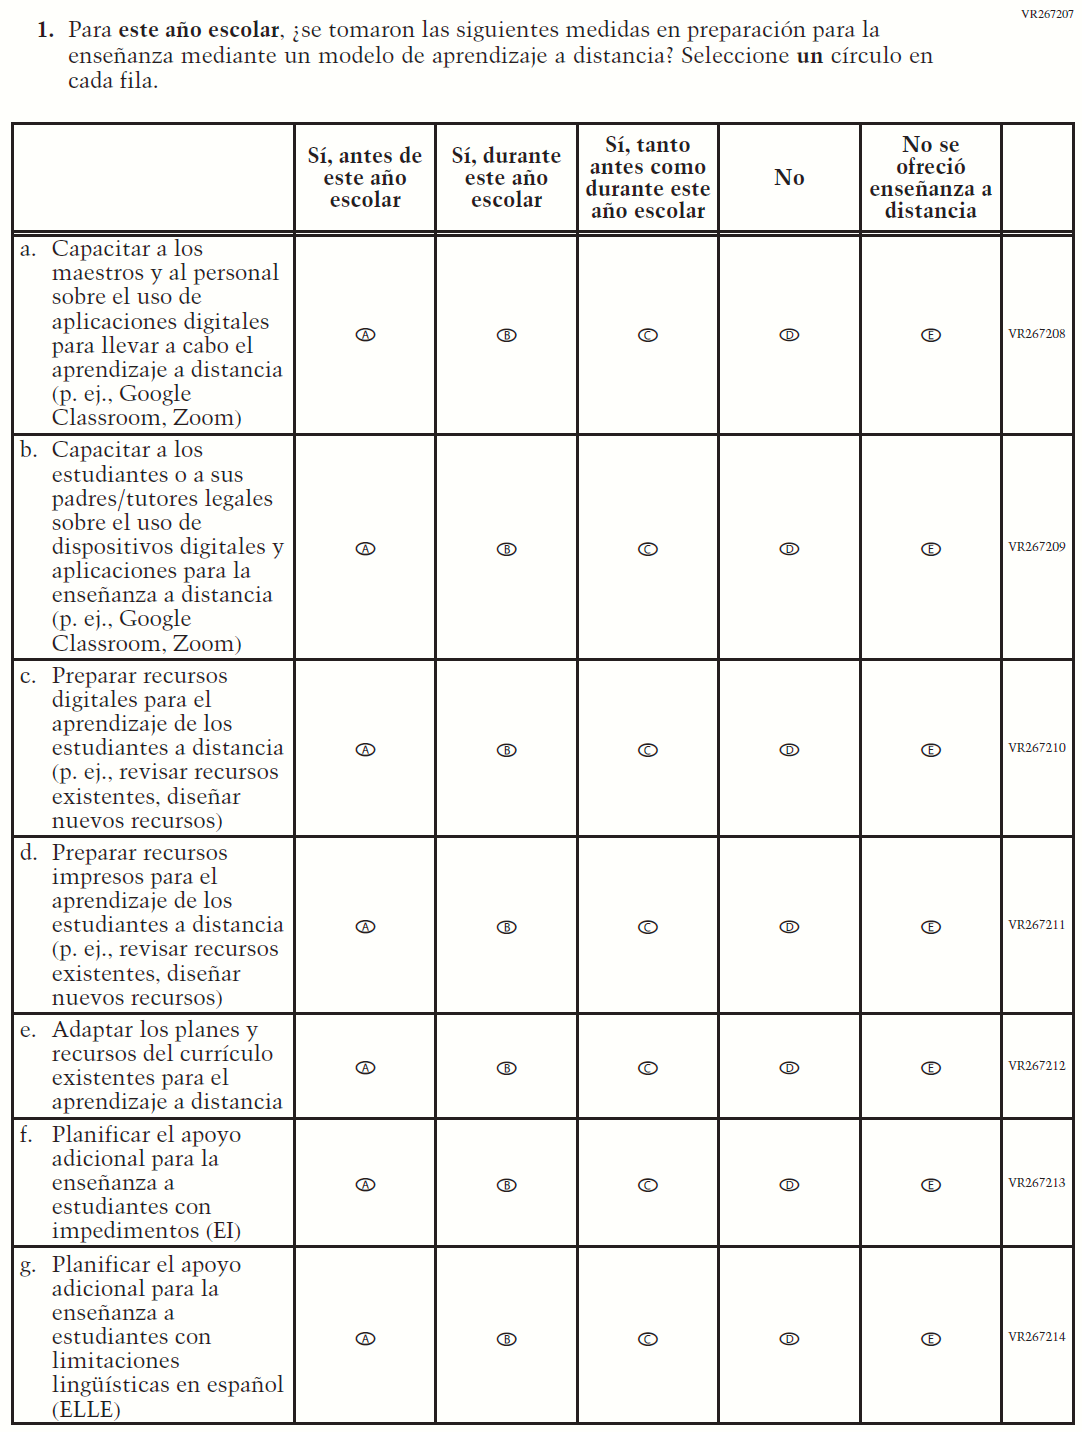 VR267207
1. Para este año escolar, ¿se tomaron las siguientes medidas en preparación para la
enseñanza mediante un modelo de aprendizaje a distancia? Seleccione un círculo en
cada fila.
Sí, antes de
este año
escolar
Sí, durante
este año
escolar
Sí, tanto
antes como
durante este
año escolar
No
No se
ofreció
enseñanza a
distancia
a. Capacitar a los
maestros y al personal
sobre el uso de
aplicaciones digitales
para llevar a cabo el
aprendizaje a distancia
(p. ej., Google
Classroom, Zoom)
A B C D E VR267208
b. Capacitar a los
estudiantes o a sus
padres/tutores legales
sobre el uso de
dispositivos digitales y
aplicaciones para la
enseñanza a distancia
(p. ej., Google
Classroom, Zoom)
A B C D E VR267209
c. Preparar recursos
digitales para el
aprendizaje de los
estudiantes a distancia
(p. ej., revisar recursos
existentes, diseñar
nuevos recursos)
A B C D E VR267210
d. Preparar recursos
impresos para el
aprendizaje de los
estudiantes a distancia
(p. ej., revisar recursos
existentes, diseñar
nuevos recursos)
A B C D E VR267211
e. Adaptar los planes y
recursos del currículo
existentes para el
aprendizaje a distancia
A B C D E VR267212
f. Planificar el apoyo
adicional para la
enseñanza a
estudiantes con
impedimentos (EI)
A B C D E VR267213
g. Planificar el apoyo
adicional para la
enseñanza a
estudiantes con
limitaciones
lingüísticas en español
(ELLE)
A B C D E VR267214